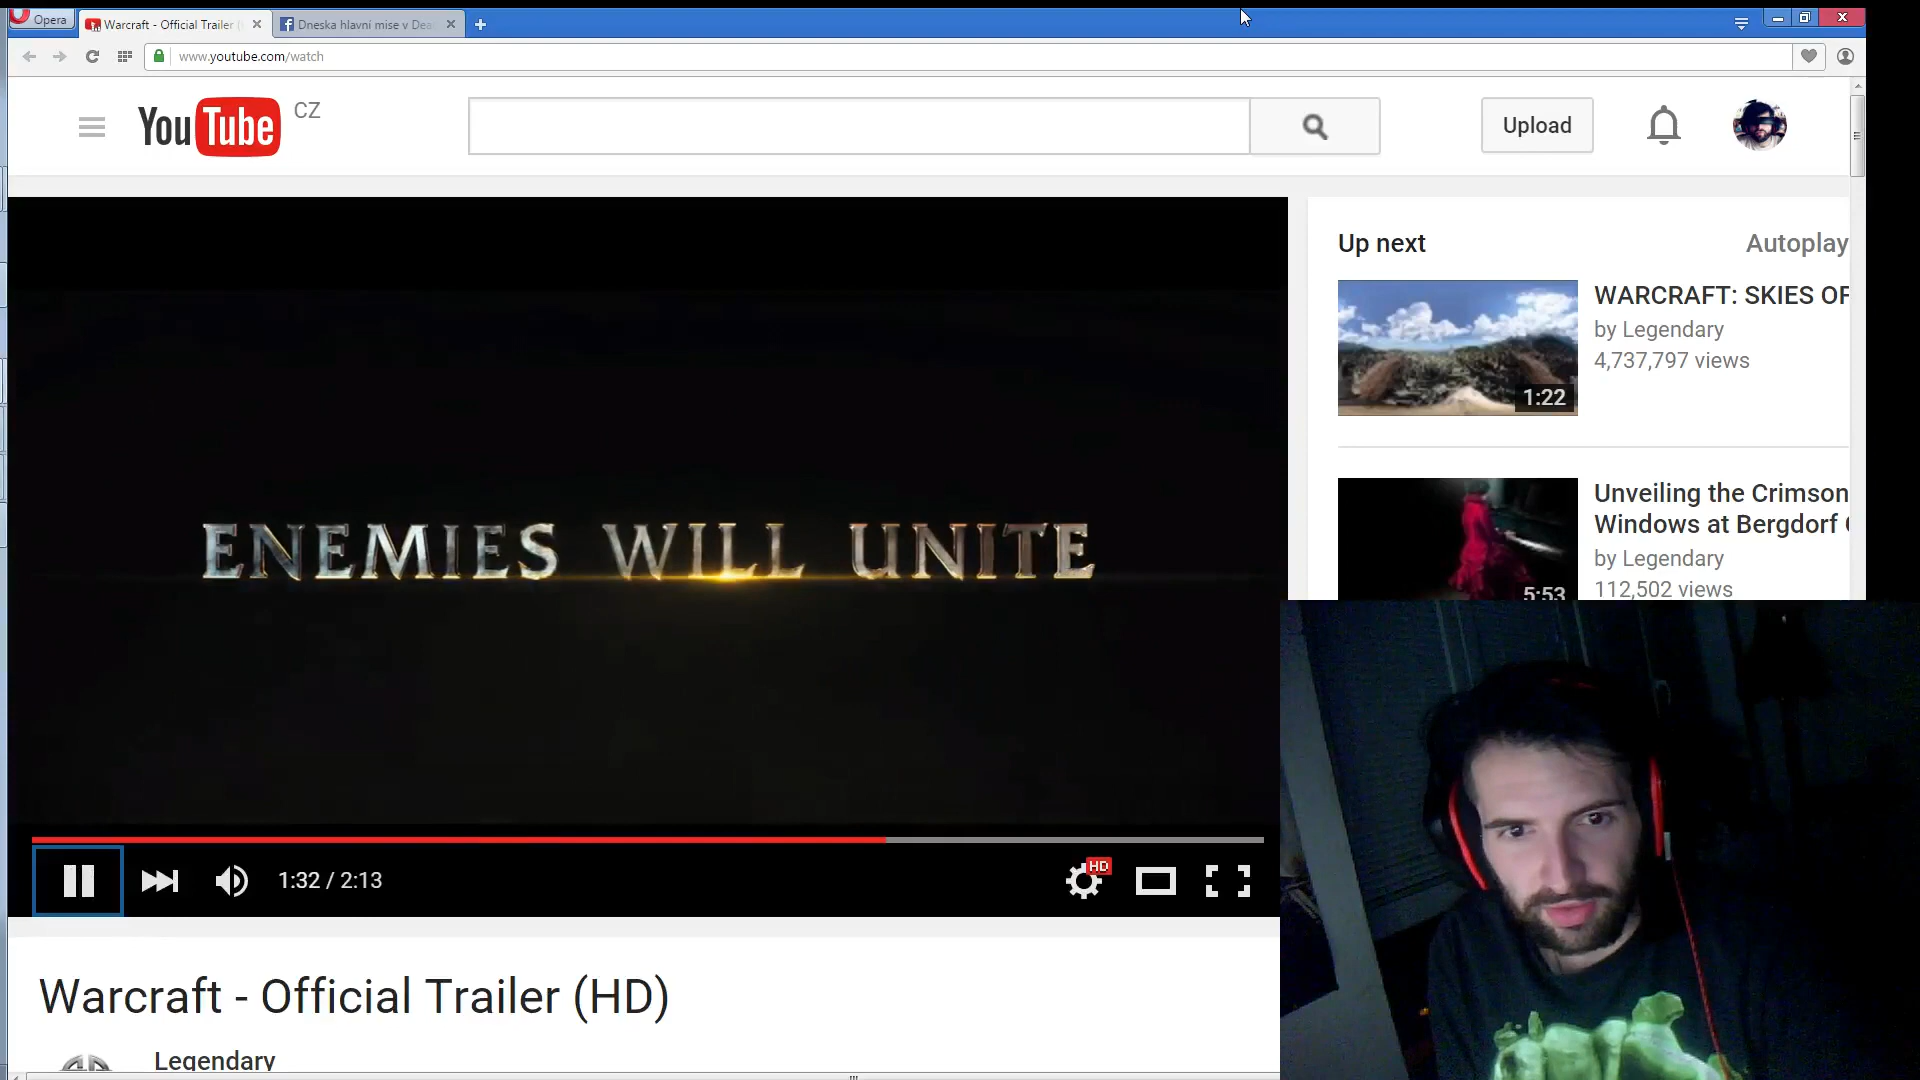 Opera
Warcraft - Official Trailer (
Dneska hlavní mise v Dea
www.youtube.com/watch
YouTube CZ
Upload
ENEMIES WILL UNITE
1:32 / 2:13
HD
Up next
Autoplay
WARCRAFT: SKIES OF
by Legendary
4,737,797 views
1:22
Unveiling the Crimson
Windows at Bergdorf
by Legendary
112,502 views
5:53
Warcraft - Official Trailer (HD)
Legendary